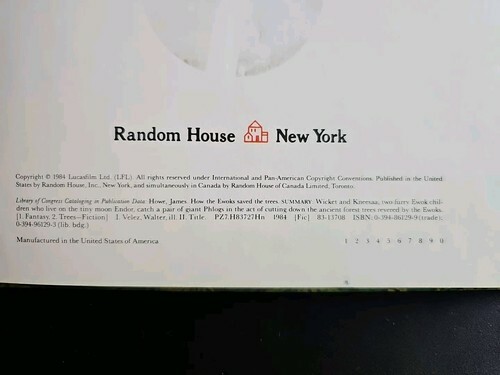 Random House New York
Copyright © 1984 Lucasfilm Ltd. (LFL). All rights reserved under International and Pan-American Copyright Conventions. Published in the United
States by Random House, Inc., New York, and simultaneously in Canada by Random House of Canada Limited, Toronto.
Library of Congress Cataloging in Publication Data: Howe, James. How the Ewoks saved the trees. SUMMARY: Wicket and Kneesaa, two furry Ewok chil-
dren who live on the tiny moon Endor, catch a pair of giant Phlogs in the act of cutting down the ancient forest trees revered by the Ewoks.
[1. Fantasy. 2. Trees—Fiction] I. Velez, Walter, ill. II. Title. PZ7.H83727Hn 1984 [Fic] 83-13708 ISBN: 0-394-86129-9 (trade);
0-394-96129-3 (lib. bdg.)
Manufactured in the United States of America 1 2 3 4 5 6 7 8 9 0